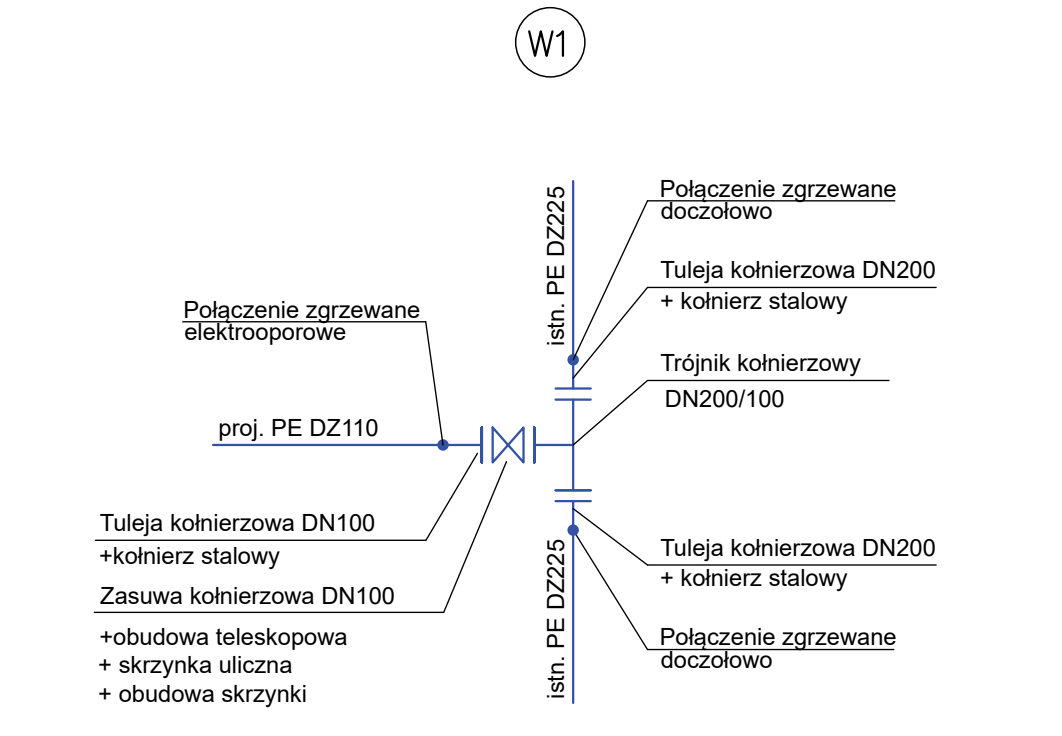 W1
istn. PE DZ225
Połączenie zgrzewane
doczołowo
Tuleja kołnierzowa DN200
+ kołnierz stalowy
Połączenie zgrzewane
elektrooporowe
Trójnik kołnierzowy
DN200/100
proj. PE DZ110
Tuleja kołnierzowa DN100
+kołnierz stalowy
Zasuwa kołnierzowa DN100
+obudowa teleskopowa
+ skrzynka uliczna
+ obudowa skrzynki
istn. PE DZ225
Tuleja kołnierzowa DN200
+ kołnierz stalowy
Połączenie zgrzewane
doczołowo